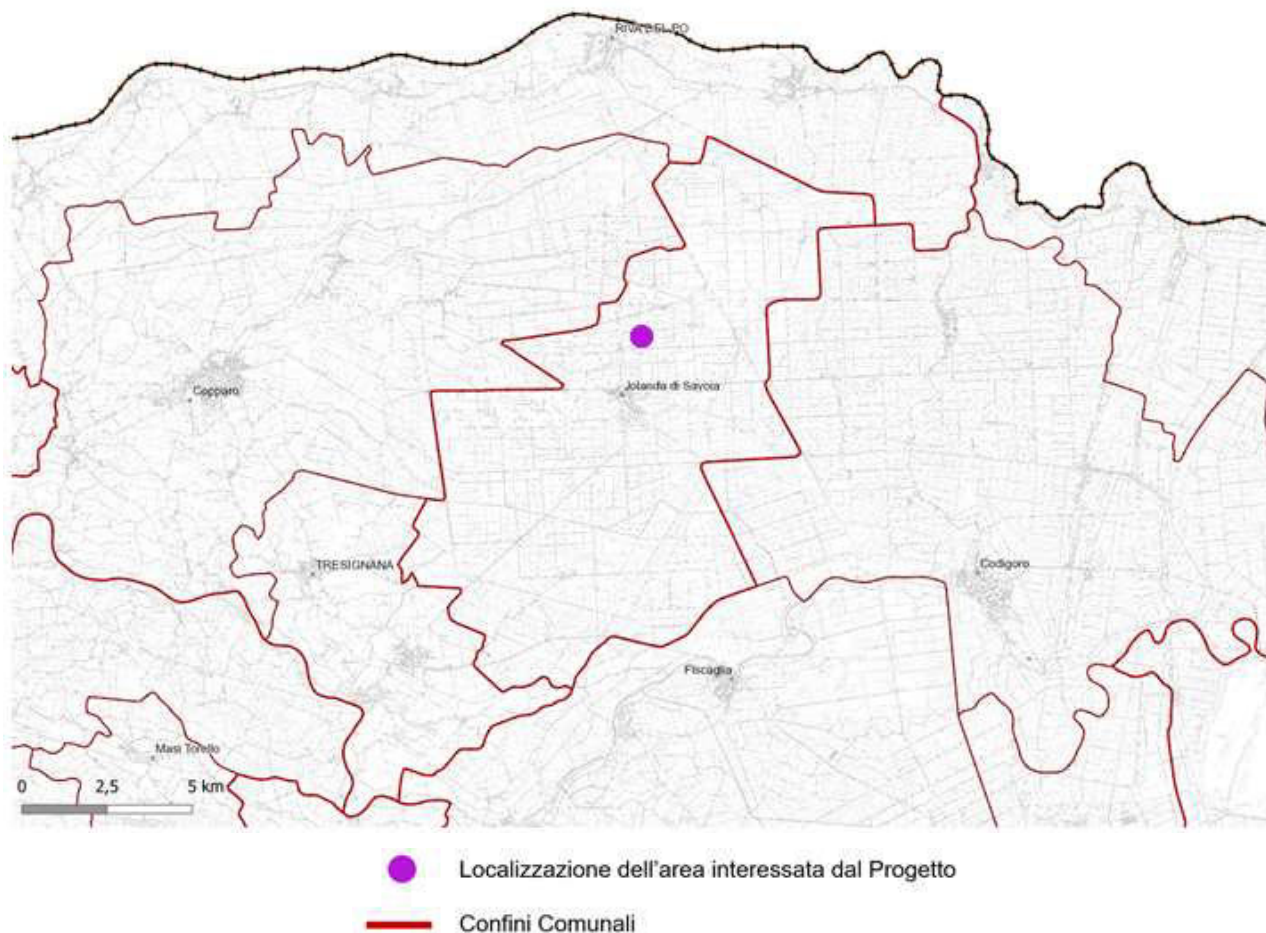 RIVA DEL PO
Copparo
Jolanda di Savoia
TRESIGNANA
Codigoro
Fiscaglia
Masi Torello
0 2,5 5 km
Localizzazione dell'area interessata dal Progetto
Confini Comunali